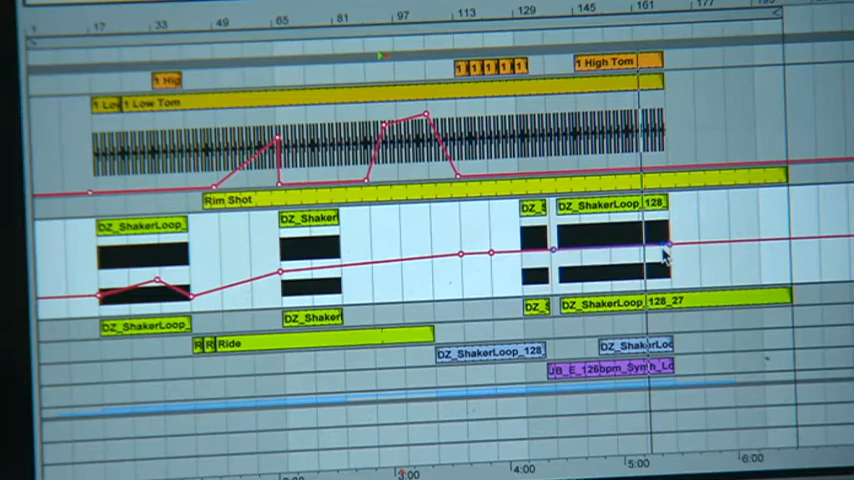 1 17 33 49 65 81 97 113 129 145 161 177
1 Hig 1 1 1 1 1 1 High Tom
1 Lo 1 Low Tom
Rim Shot
DZ_ShakerLoop_ DZ_Shaker DZ_S DZ_ShakerLoop_128_
DZ_ShakerLoop_ DZ_Shaker DZ_S DZ_ShakerLoop_128_27
R R Ride
DZ_ShakerLoop_128_ DZ_ShakerLoo
JB_E_126bpm_Synth_Lo
3:00 4:00 5:00 6:00